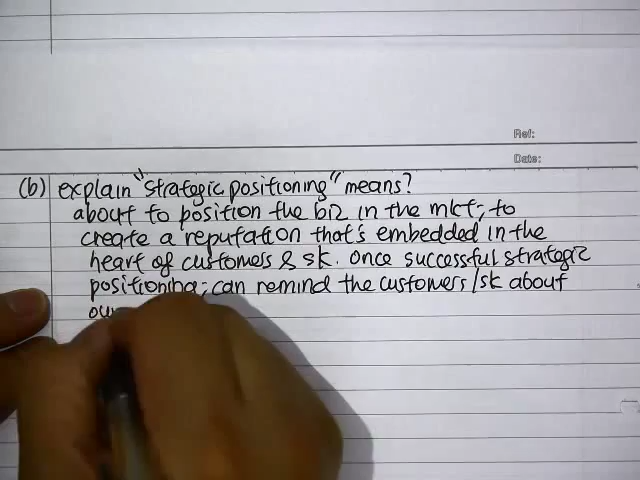 Ref:
Date:
(b) explain "strategic positioning" means?
about to position the biz in the mkt; to
create a reputation that's embedded in the
heart of customers & sk. Once successful strategic
positioning; can remind the customers/sk about